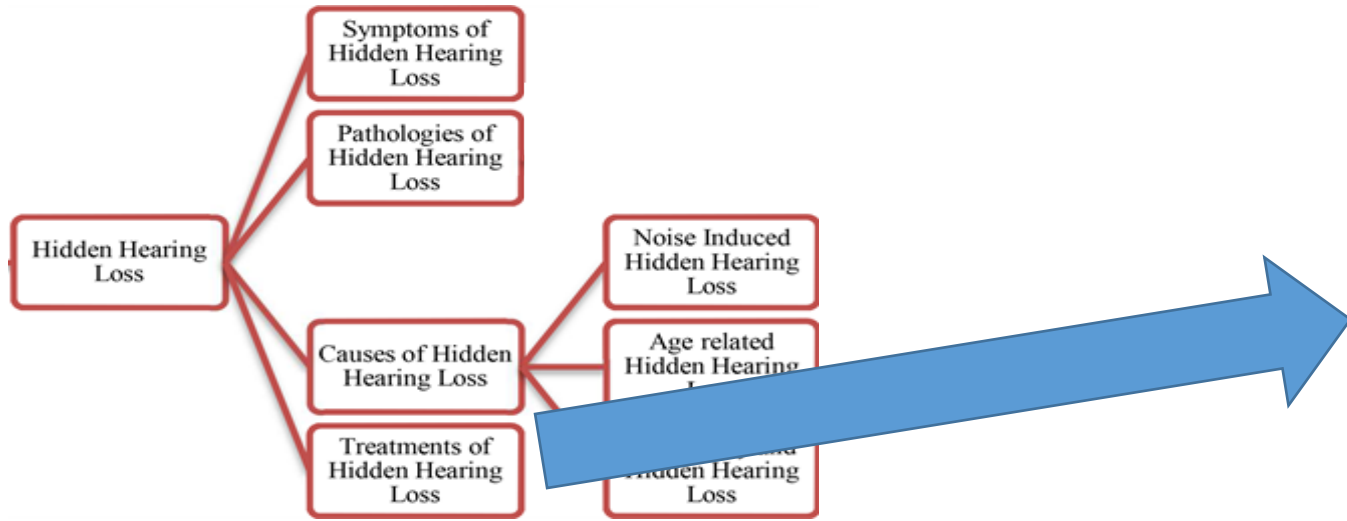 Symptoms of
Hidden Hearing
Loss
Pathologies of
Hidden Hearing
Loss
Hidden Hearing
Loss
Noise Induced
Hidden Hearing
Loss
Causes of Hidden
Hearing Loss
Age related
Hidden Hearing
Treatments of
Hidden Hearing
Loss
Hidden Hearing
Loss